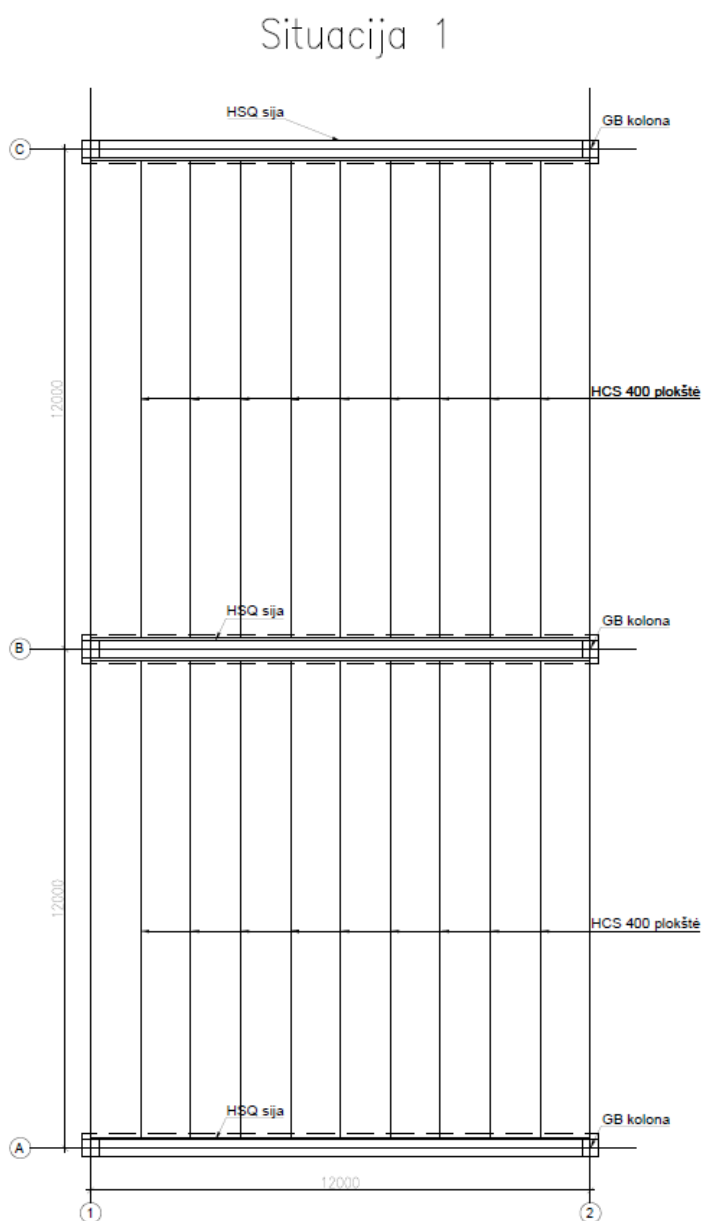 Situacija 1
HSQ sija
GB kolona
C
12000
HCS 400 plokštė
HSQ sija
GB kolona
B
12000
HCS 400 plokštė
HSQ sija
GB kolona
A
12000
1
2